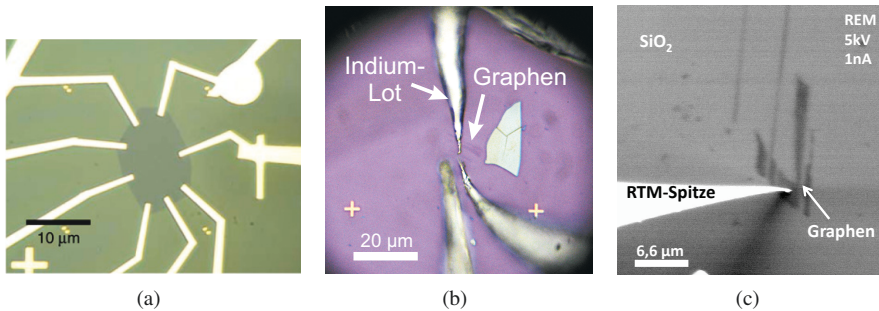 10 µm
(a)
Indium-
Lot
Graphen
20 µm
(b)
SiO₂
REM
5kV
1nA
RTM-Spitze
Graphen
6,6 µm
(c)